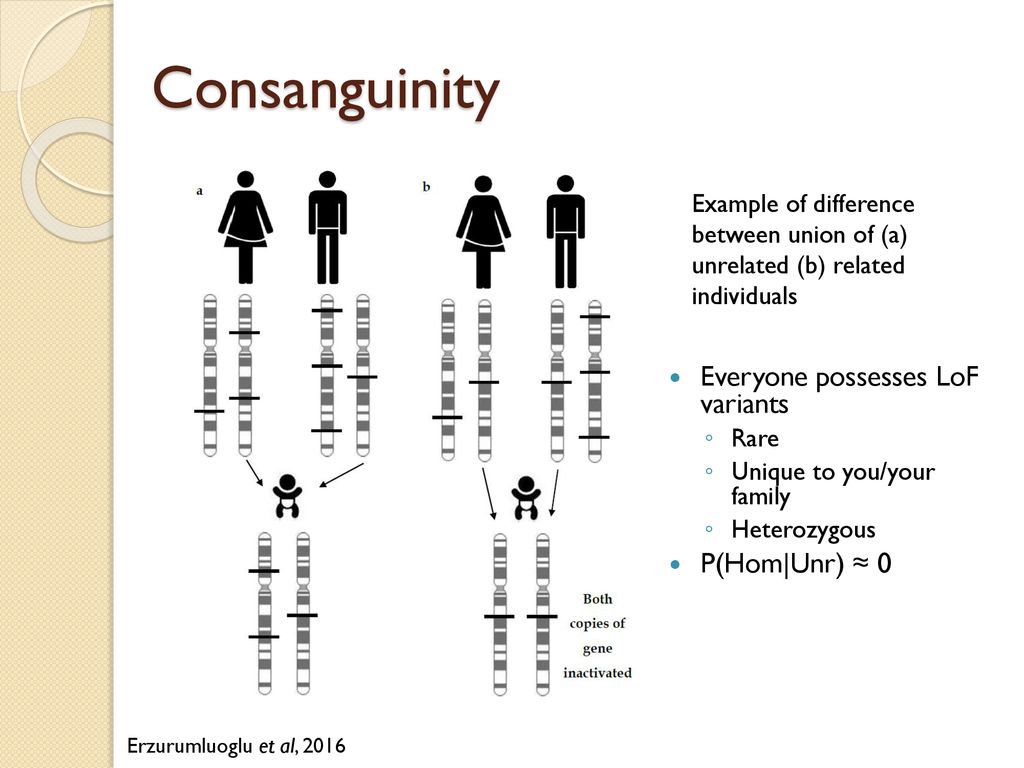 Consanguinity
a
b
Example of difference
between union of (a)
unrelated (b) related
individuals
• Everyone possesses LoF
variants
◦ Rare
◦ Unique to you/your
family
◦ Heterozygous
• P(Hom|Unr) ≈ 0
Both
copies of
gene
inactivated
Erzurumluoglu et al, 2016